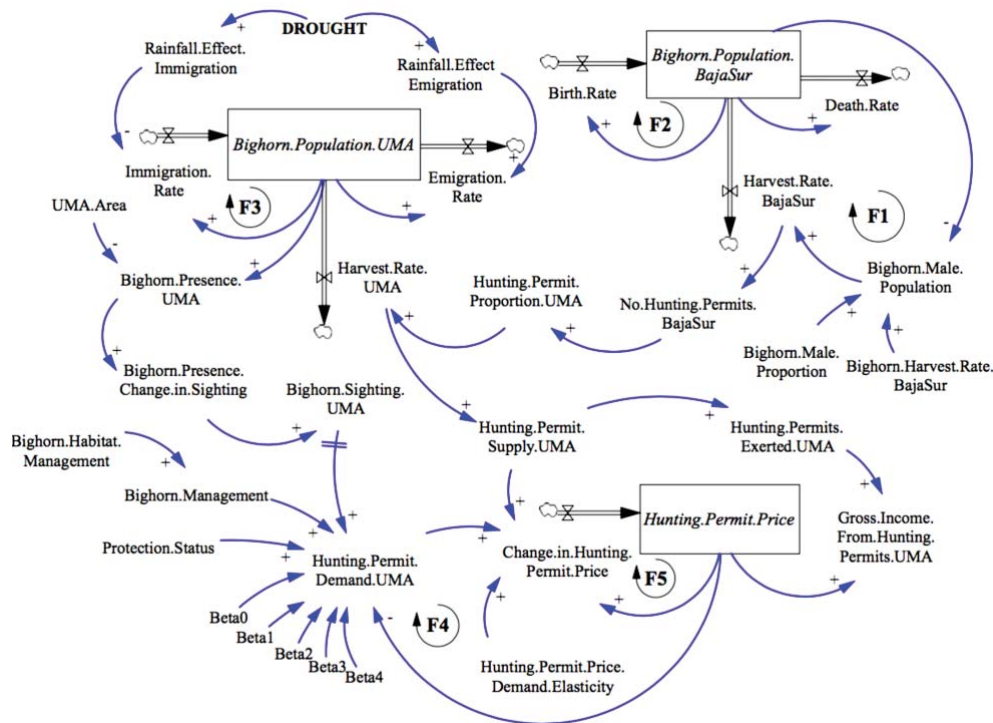 DROUGHT
Rainfall.Effect.
Immigration
Rainfall.Effect
Emigration
Bighorn.Population.
BajaSur
Birth.Rate
Death.Rate
F2
+
+
+
+
-
+
Bighorn.Population.UMA
Immigration.
Rate
Emigration.
Rate
F3
+
+
+
UMA.Area
-
Bighorn.Presence.
UMA
Harvest.Rate.
UMA
Hunting.Permit.
Proportion.UMA
Harvest.Rate.
BajaSur
F1
-
+
+
Bighorn.Male.
Population
No.Hunting.Permits.
BajaSur
+
+
+
+
+
Bighorn.Male.
Proportion
Bighorn.Harvest.Rate.
BajaSur
Bighorn.Presence.
Change.in.Sighting
Bighorn.Sighting.
UMA
+
+
Hunting.Permit.
Supply.UMA
+
Hunting.Permits.
Exerted.UMA
Bighorn.Habitat.
Management
+
Bighorn.Management
+
+
+
+
Hunting.Permit.Price
Protection.Status
+
Hunting.Permit.
Demand.UMA
+
Change.in.Hunting.
Permit.Price
F5
Gross.Income.
From.Hunting.
Permits.UMA
+
+
+
Beta0
Beta1
Beta2
Beta3
Beta4
-
F4
Hunting.Permit.Price.
Demand.Elasticity